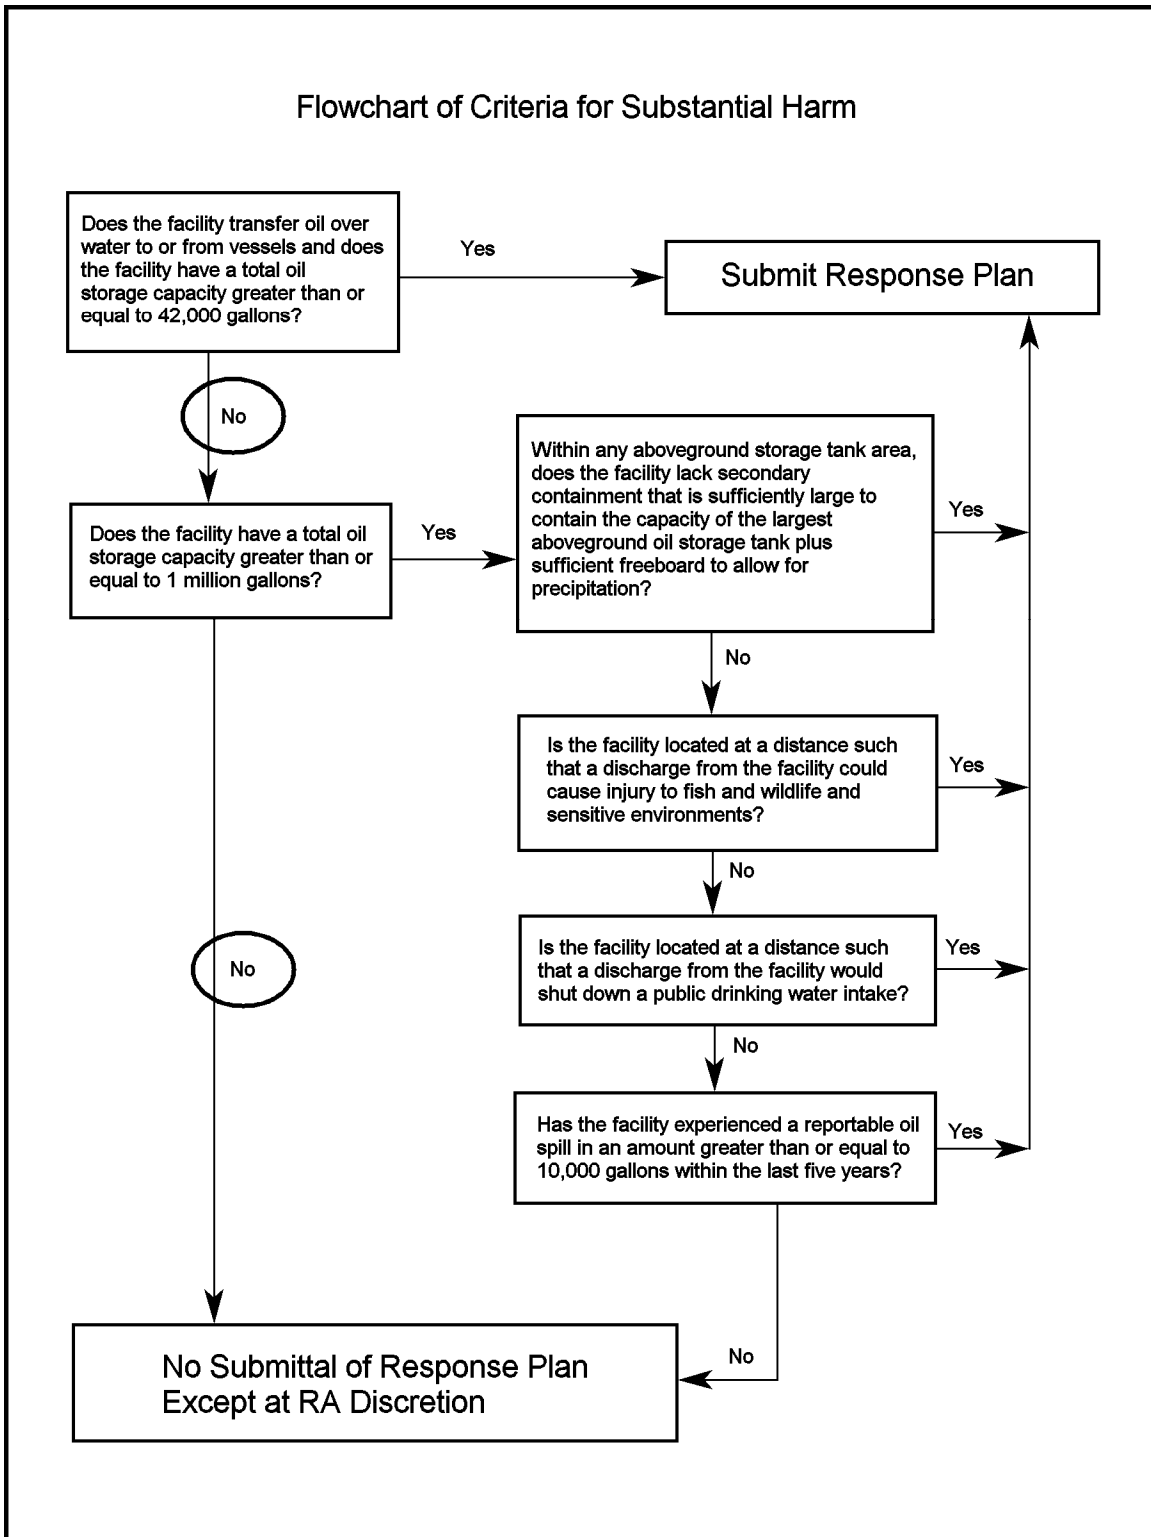 Flowchart of Criteria for Substantial Harm
Does the facility transfer oil over
water to or from vessels and does
the facility have a total oil
storage capacity greater than or
equal to 42,000 gallons?
Yes
Submit Response Plan
No
Does the facility have a total oil
storage capacity greater than or
equal to 1 million gallons?
Yes
Within any aboveground storage tank area,
does the facility lack secondary
containment that is sufficiently large to
contain the capacity of the largest
aboveground oil storage tank plus
sufficient freeboard to allow for
precipitation?
Yes
No
Is the facility located at a distance such
that a discharge from the facility could
cause injury to fish and wildlife and
sensitive environments?
Yes
No
Is the facility located at a distance such
that a discharge from the facility would
shut down a public drinking water intake?
Yes
No
No
Has the facility experienced a reportable oil
spill in an amount greater than or equal to
10,000 gallons within the last five years?
Yes
No
No Submittal of Response Plan
Except at RA Discretion